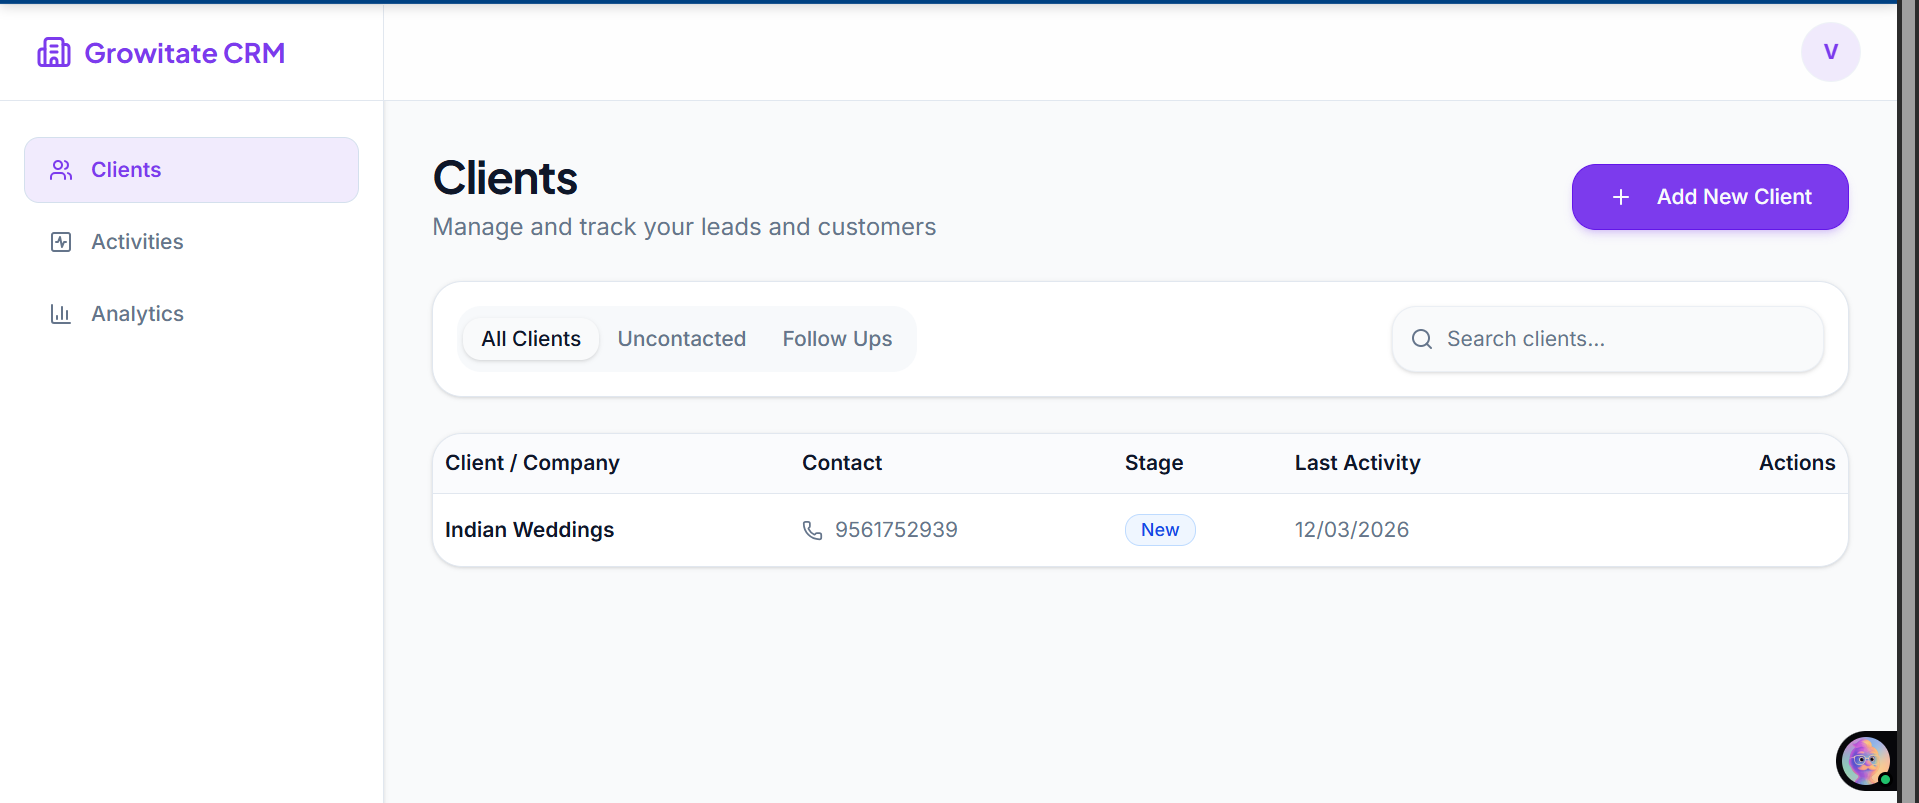 Growitate CRM
V
Clients
Activities
Analytics
Clients
Manage and track your leads and customers
Add New Client
All Clients Uncontacted Follow Ups
Search clients...
Client / Company Contact Stage Last Activity Actions
Indian Weddings 9561752939 New 12/03/2026